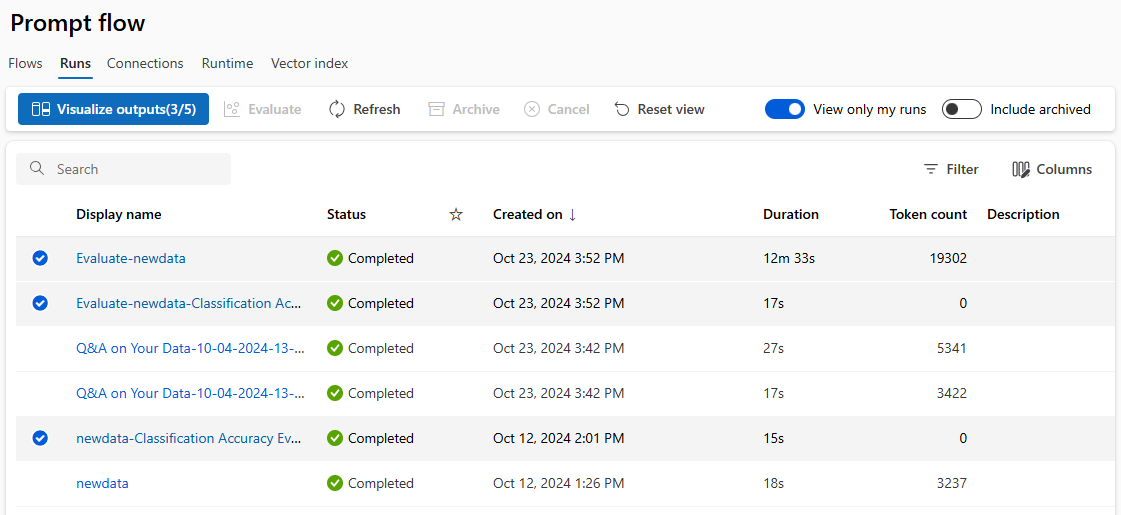 Prompt flow
Flows Runs Connections Runtime Vector index
Visualize outputs(3/5) Evaluate Refresh Archive Cancel Reset view View only my runs Include archived
Search Filter Columns
Display name Status Created on ↓ Duration Token count Description
Evaluate-newdata Completed Oct 23, 2024 3:52 PM 12m 33s 19302
Evaluate-newdata-Classification Ac... Completed Oct 23, 2024 3:52 PM 17s 0
Q&A on Your Data-10-04-2024-13-... Completed Oct 23, 2024 3:42 PM 27s 5341
Q&A on Your Data-10-04-2024-13-... Completed Oct 23, 2024 3:42 PM 17s 3422
newdata-Classification Accuracy Ev... Completed Oct 12, 2024 2:01 PM 15s 0
newdata Completed Oct 12, 2024 1:26 PM 18s 3237